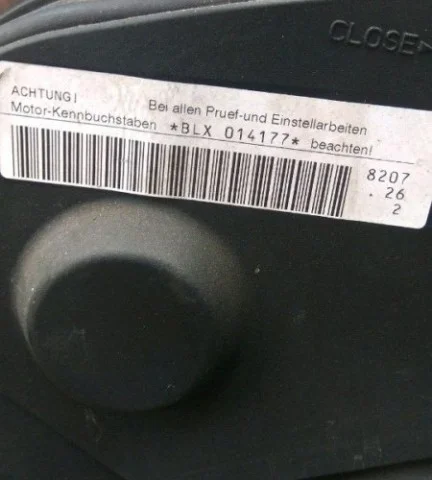 CLOSE
ACHTUNG! Bei allen Pruef-und Einstellarbeiten
Motor-Kennbuchstaben *BLX 014177* beachten!
8207
. 26
2